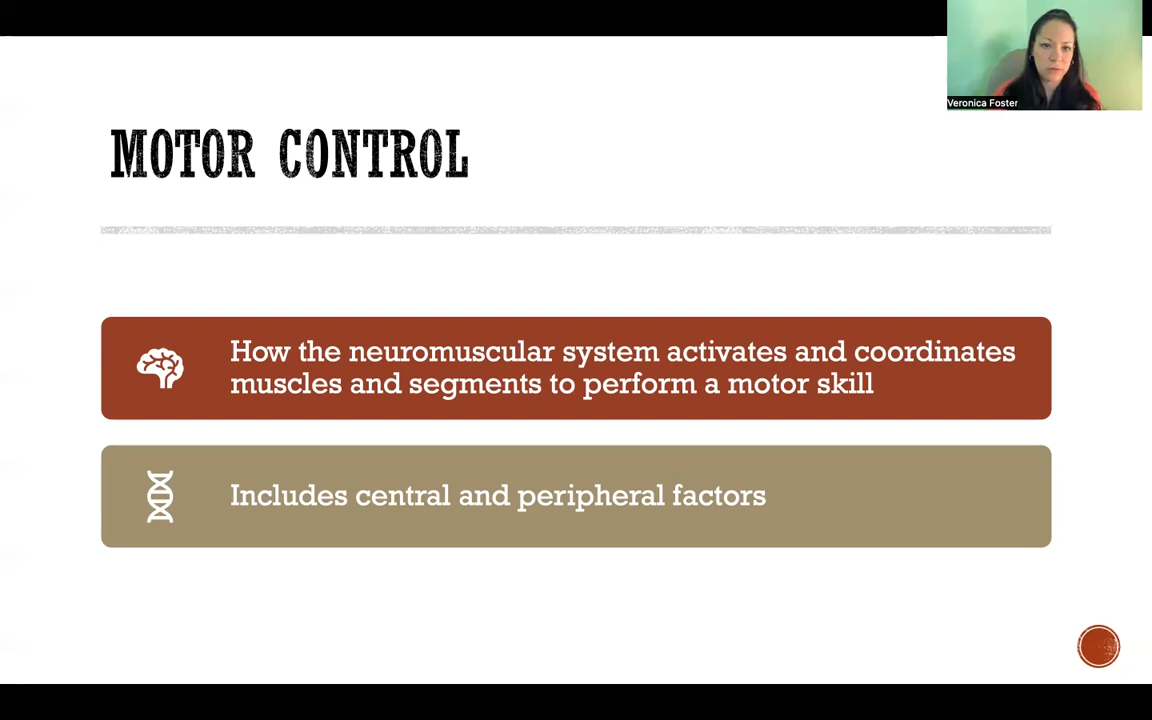 Veronica Foster
MOTOR CONTROL
How the neuromuscular system activates and coordinates
muscles and segments to perform a motor skill
Includes central and peripheral factors